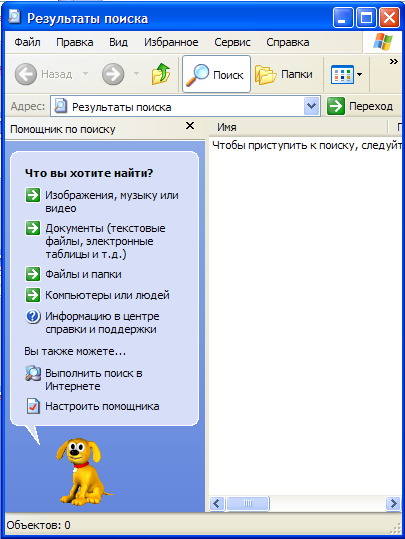 Результаты поиска
Файл Правка Вид Избранное Сервис Справка
Назад Поиск Папки »
Адрес: Результаты поиска Переход
Помощник по поиску
Имя
Чтобы приступить к поиску, следуйт
Что вы хотите найти?
Изображения, музыку или
видео
Документы (текстовые
файлы, электронные
таблицы и т.д.)
Файлы и папки
Компьютеры или людей
Информацию в центре
справки и поддержки
Вы также можете...
Выполнить поиск в
Интернете
Настроить помощника
Объектов: 0